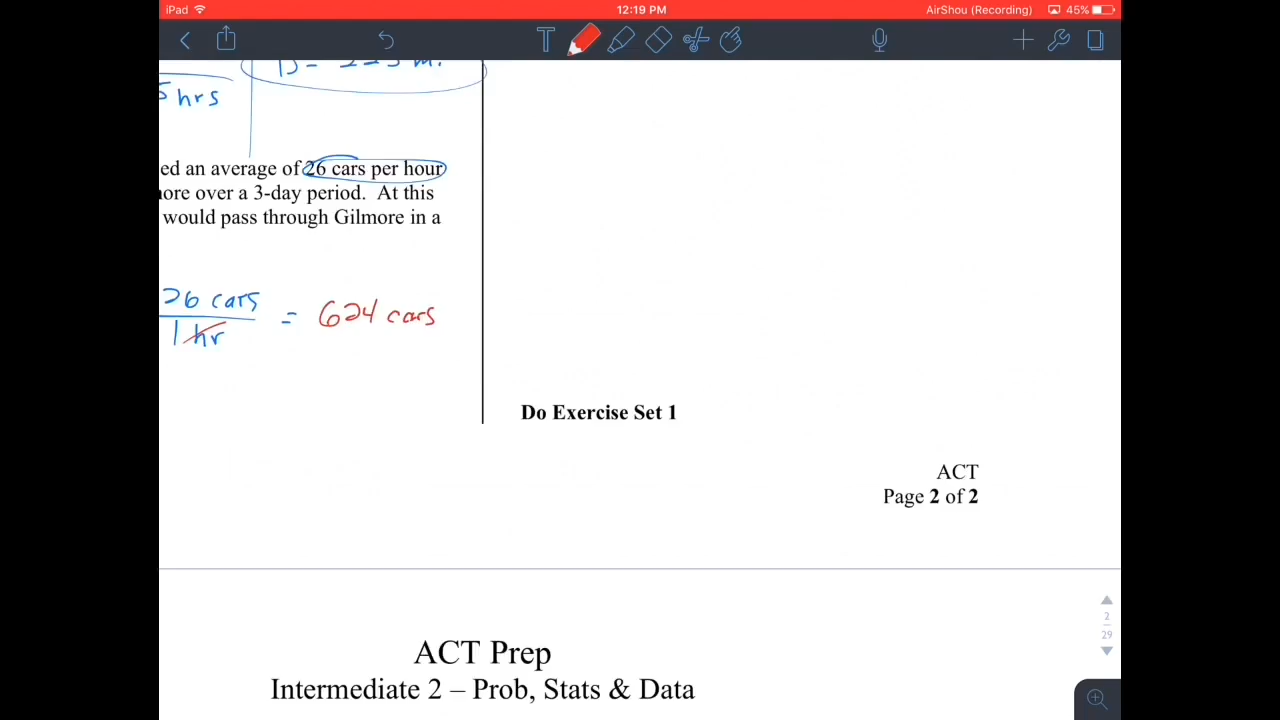 iPad
12:19 PM
AirShou (Recording)
45%
hrs
ed an average of 26 cars per hour
ore over a 3-day period. At this
would pass through Gilmore in a
26 cars
1 hr
= 624 cars
Do Exercise Set 1
ACT
Page 2 of 2
2
29
ACT Prep
Intermediate 2 – Prob, Stats & Data